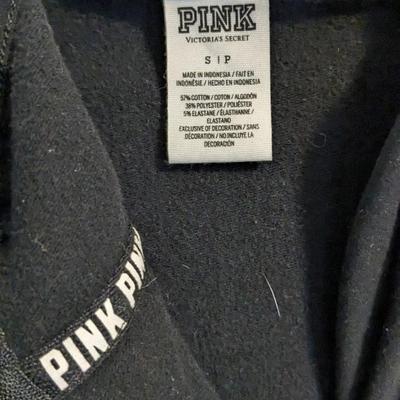 PINK
VICTORIA'S SECRET
S | P
MADE IN INDONESIA / FAIT EN
INDONÉSIE / HECHO EN INDONESIA
57% COTTON / COTON / ALGODÓN
38% POLYESTER / POLIÉSTER
5% ELASTANE / ÉLASTHANNE /
ELASTANO
EXCLUSIVE OF DECORATION / SANS
DÉCORATION / NO INCLUYE LA
DECORACIÓN
PINK PINK